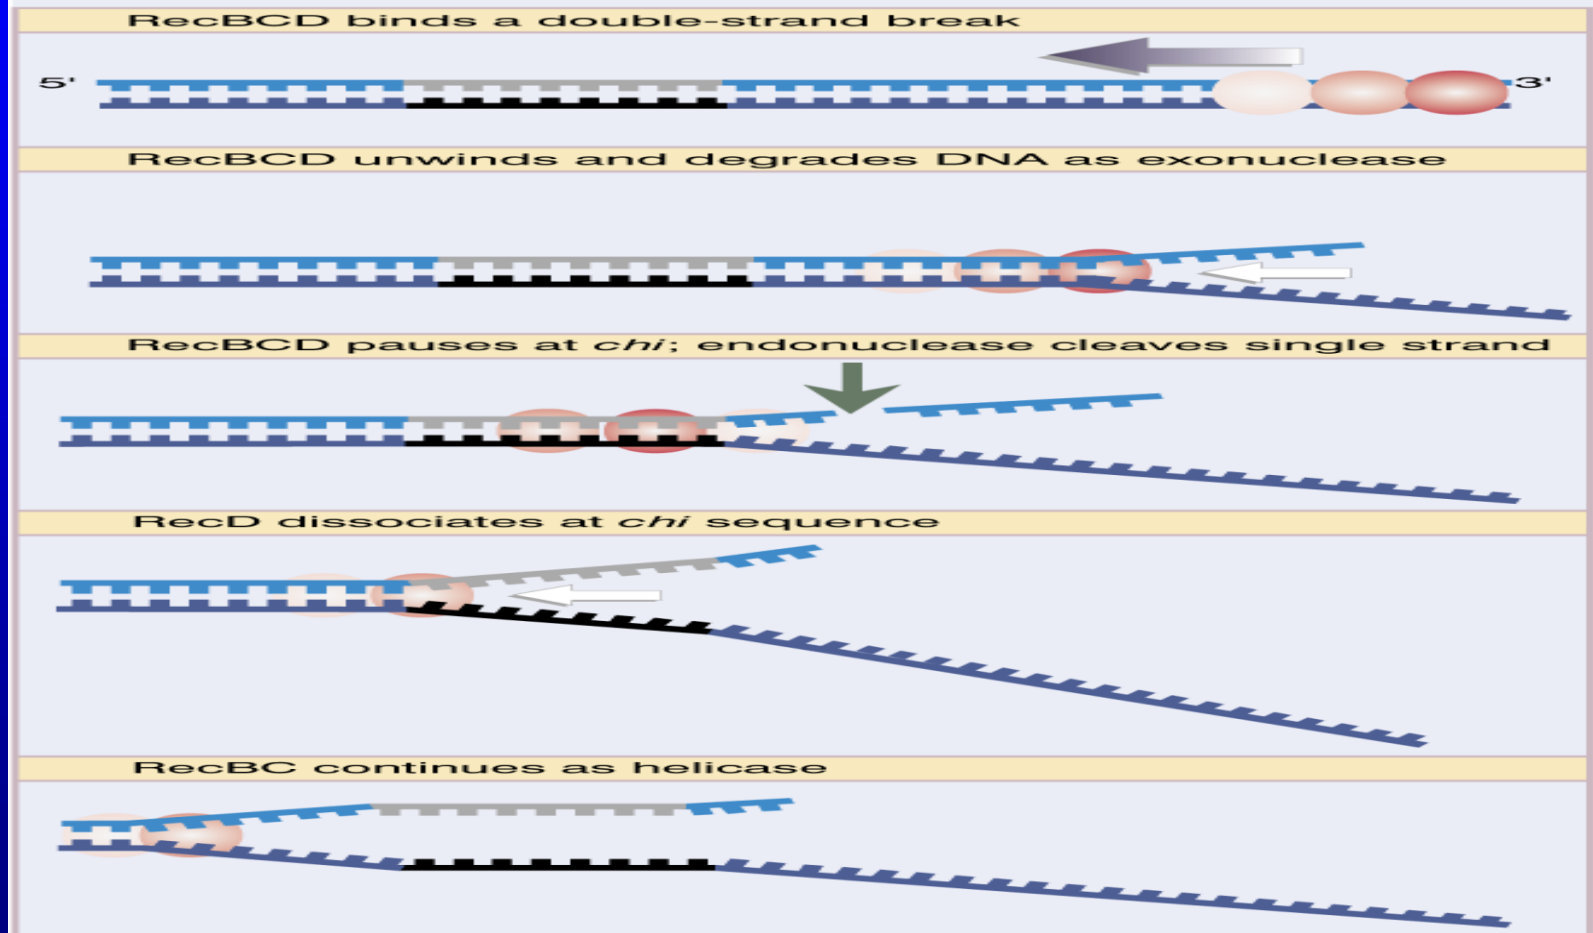 RecBCD binds a double-strand break
5' 3'
RecBCD unwinds and degrades DNA as exonuclease
RecBCD pauses at chi; endonuclease cleaves single strand
RecD dissociates at chi sequence
RecBC continues as helicase